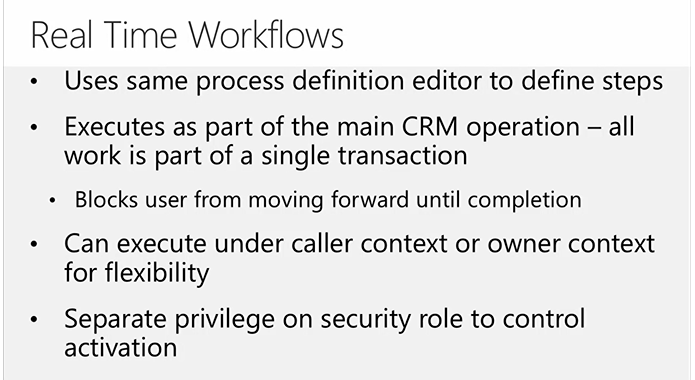 Real Time Workflows
• Uses same process definition editor to define steps
• Executes as part of the main CRM operation – all
work is part of a single transaction
• Blocks user from moving forward until completion
• Can execute under caller context or owner context
for flexibility
• Separate privilege on security role to control
activation